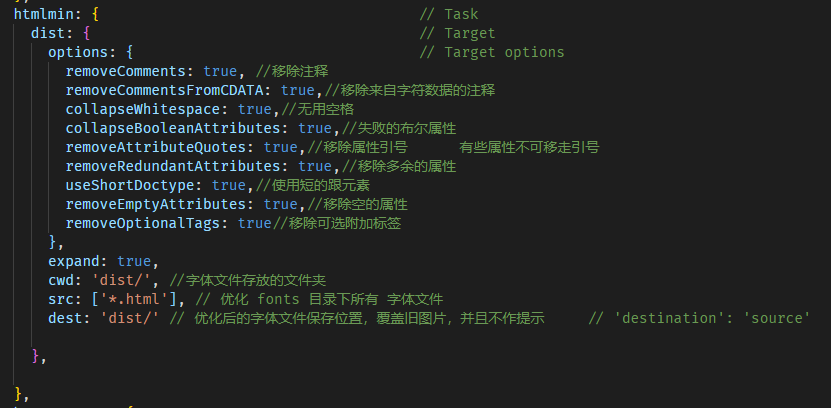 htmlmin: { // Task
dist: { // Target
options: { // Target options
removeComments: true, //移除注释
removeCommentsFromCDATA: true,//移除来自字符数据的注释
collapseWhitespace: true,//无用空格
collapseBooleanAttributes: true,//失败的布尔属性
removeAttributeQuotes: true,//移除属性引号 有些属性不可移走引号
removeRedundantAttributes: true,//移除多余的属性
useShortDoctype: true,//使用短的跟元素
removeEmptyAttributes: true,//移除空的属性
removeOptionalTags: true//移除可选附加标签
},
expand: true,
cwd: 'dist/', //字体文件存放的文件夹
src: ['*.html'], // 优化 fonts 目录下所有 字体文件
dest: 'dist/' // 优化后的字体文件保存位置，覆盖旧图片，并且不作提示 // 'destination': 'source'
},
},